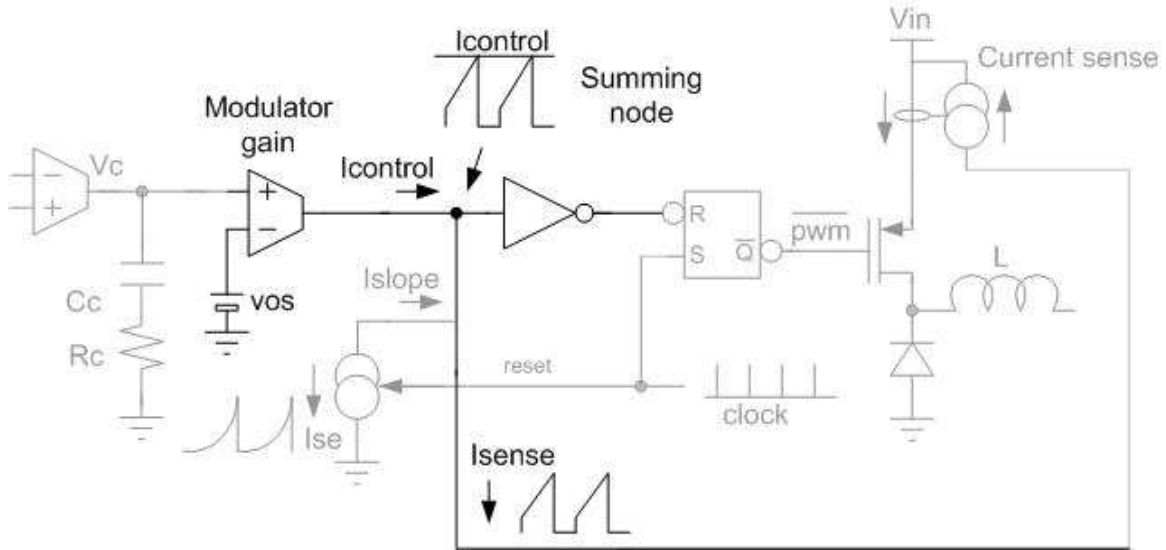 Vin
Icontrol
Current sense
Summing
node
Modulator
gain
Vc
Icontrol
+
−
−
+
R
S
Q
pwm
L
Islope
Cc
vos
Rc
reset
clock
Ise
Isense